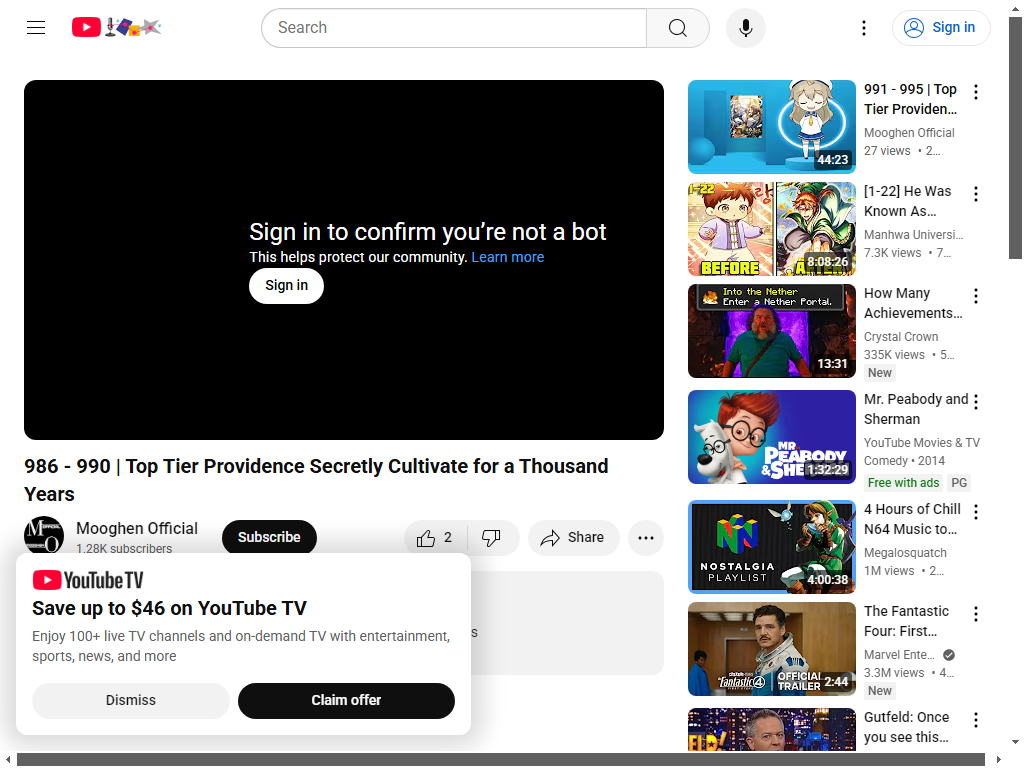 Search
Sign in
Sign in to confirm you’re not a bot
This helps protect our community. Learn more
Sign in
986 - 990 | Top Tier Providence Secretly Cultivate for a Thousand
Years
Mooghen Official
1.28K subscribers
Subscribe
2
Share
s
YouTube TV
Save up to $46 on YouTube TV
Enjoy 100+ live TV channels and on-demand TV with entertainment,
sports, news, and more
Dismiss
Claim offer
44:23
991 - 995 | Top
Tier Providen...
Mooghen Official
27 views • 2...
1-22
BEFORE
AFTER
8:08:26
[1-22] He Was
Known As...
Manhwa Universi...
7.3K views • 7...
Into the Nether
Enter a Nether Portal.
13:31
How Many
Achievements...
Crystal Crown
335K views • 5...
New
MR. PEABODY
& SHE
1:32:29
Mr. Peabody and
Sherman
YouTube Movies & TV
Comedy • 2014
Free with ads
PG
NOSTALGIA
PLAYLIST
4:00:38
4 Hours of Chill
N64 Music to...
Megalosquatch
1M views • 2...
Fantastic 4
OFFICIAL
TRAILER
2:44
The Fantastic
Four: First...
Marvel Ente...
3.3M views • 4...
New
Gutfeld: Once
you see this...